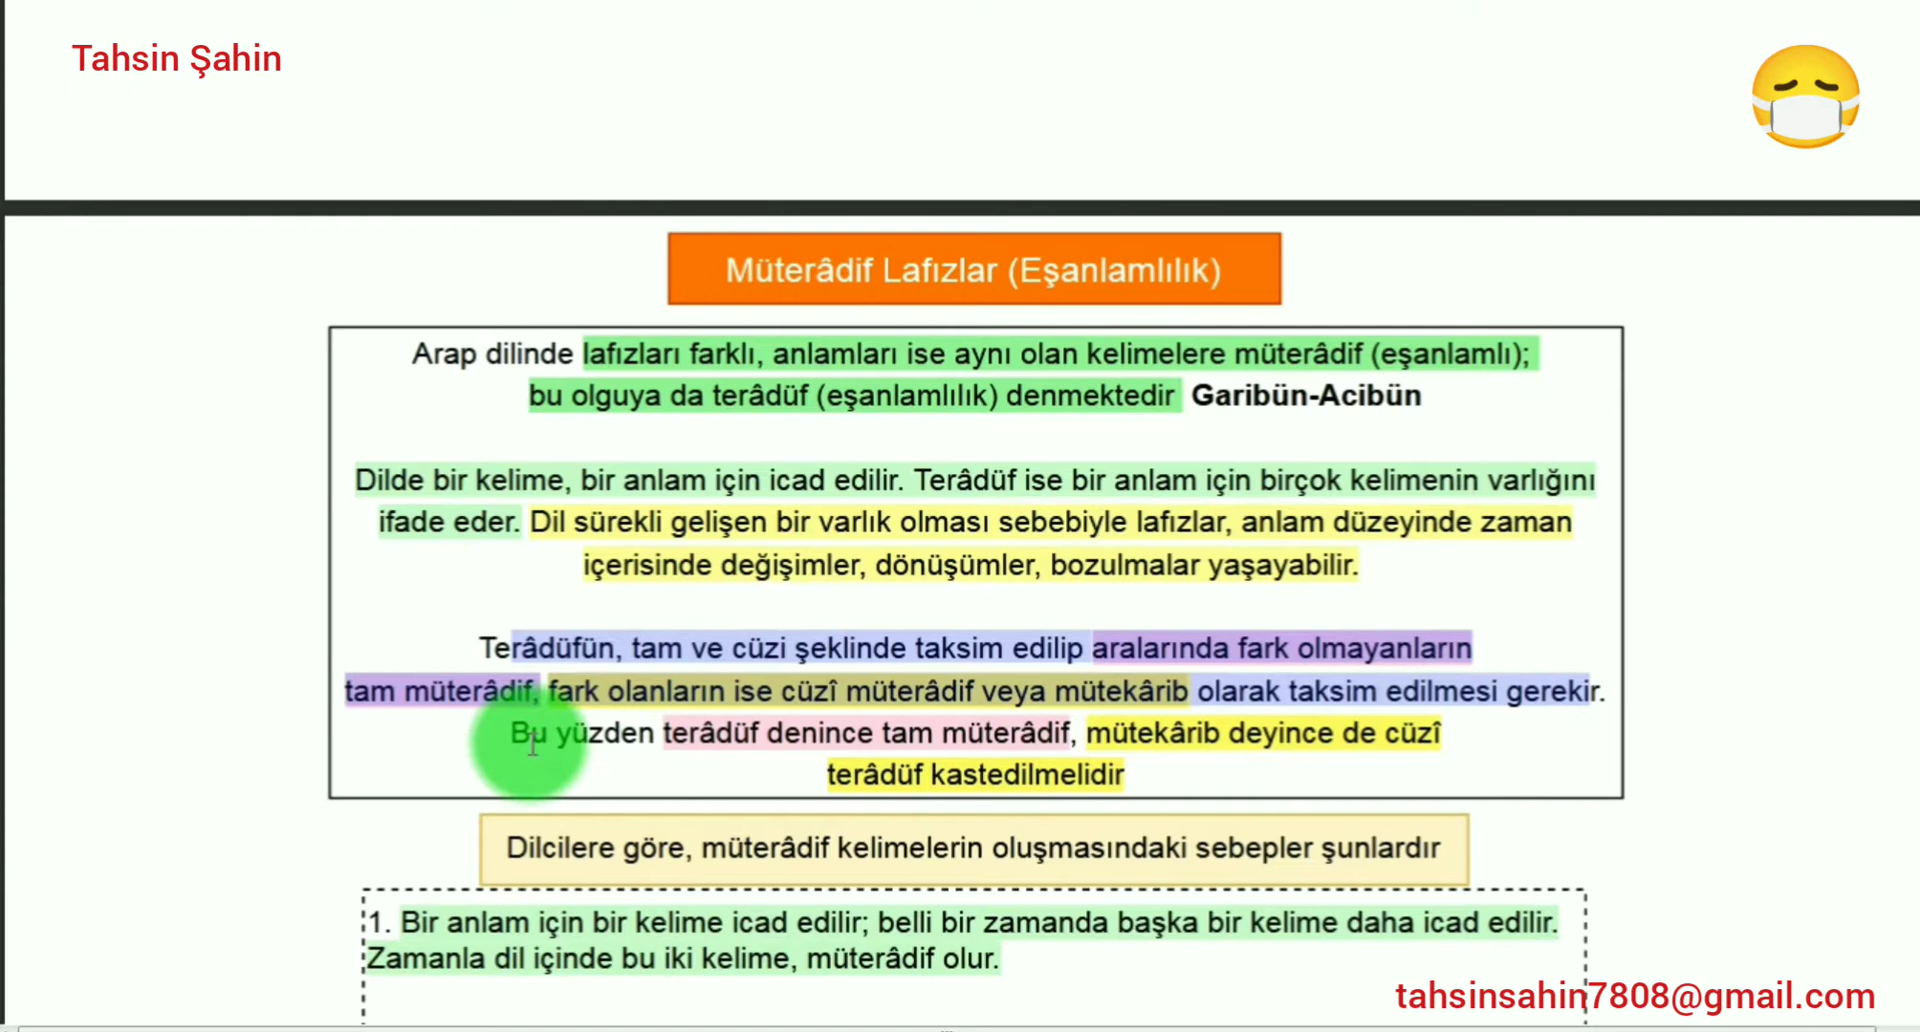 Tahsin Şahin
Müterâdif Lafızlar (Eşanlamlılık)
Arap dilinde lafızları farklı, anlamları ise aynı olan kelimelere müterâdif (eşanlamlı);
bu olguya da terâdüf (eşanlamlılık) denmektedir Garibün-Acibün
Dilde bir kelime, bir anlam için icad edilir. Terâdüf ise bir anlam için birçok kelimenin varlığını
ifade eder. Dil sürekli gelişen bir varlık olması sebebiyle lafızlar, anlam düzeyinde zaman
içerisinde değişimler, dönüşümler, bozulmalar yaşayabilir.
Terâdüfün, tam ve cüzi şeklinde taksim edilip aralarında fark olmayanların
tam müterâdif, fark olanların ise cüzî müterâdif veya mütekârib olarak taksim edilmesi gerekir.
Bu yüzden terâdüf denince tam müterâdif, mütekârib deyince de cüzî
terâdüf kastedilmelidir
Dilcilere göre, müterâdif kelimelerin oluşmasındaki sebepler şunlardır
1. Bir anlam için bir kelime icad edilir; belli bir zamanda başka bir kelime daha icad edilir.
Zamanla dil içinde bu iki kelime, müterâdif olur.
tahsinsahin7808@gmail.com